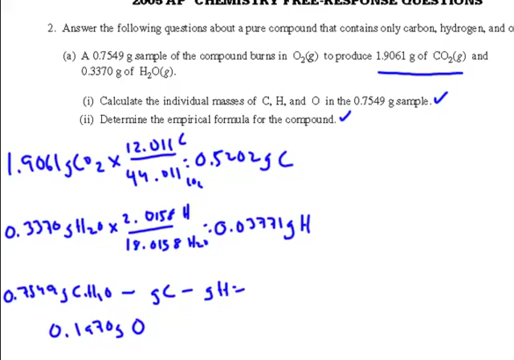 2005 AP® CHEMISTRY FREE-RESPONSE QUESTIONS
2. Answer the following questions about a pure compound that contains only carbon, hydrogen, and o
(a) A 0.7549 g sample of the compound burns in O₂(g) to produce 1.9061 g of CO₂(g) and
0.3370 g of H₂O(g).
(i) Calculate the individual masses of C, H, and O in the 0.7549 g sample. ✓
(ii) Determine the empirical formula for the compound. ✓
1.9061 g CO₂ × 12.011 C / 44.011 CO₂ = 0.5202 g C
0.3370 g H₂O × 2.0158 H / 18.0158 H₂O = 0.03771 g H
0.7549 g C,H,O − gC − gH =
0.1970 g O